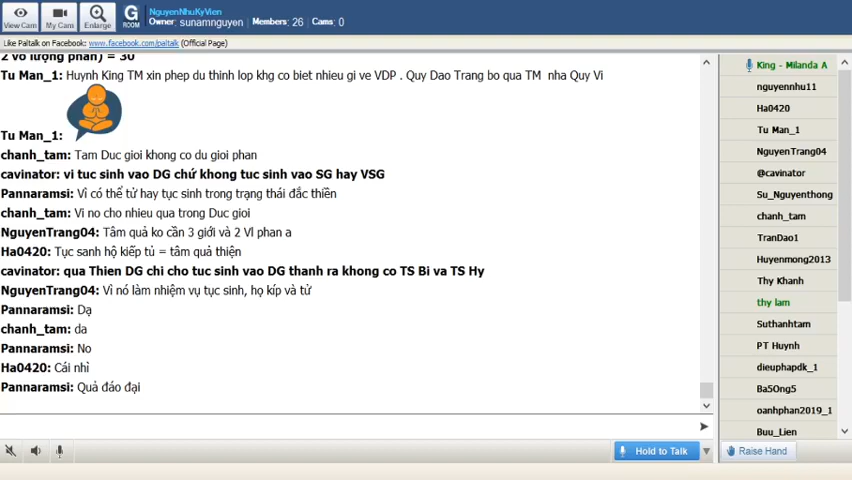 NguyenNhuKyVien
Owner: sunamnguyen Members: 26 Cams: 0
View Cam
My Cam
Enlarge
G
ROOM
Like Paltalk on Facebook: www.facebook.com/paltalk (Official Page)
2 vô lượng phần) = 30
Tu Man_1: Huynh King TM xin phep du thinh lop khg co biet nhieu gi ve VDP . Quy Dao Trang bo qua TM nha Quy Vi
Tu Man_1:
chanh_tam: Tam Duc gioi khong co du gioi phan
cavinator: vi tuc sinh vao DG chứ khong tuc sinh vao SG hay VSG
Pannaramsi: Vì có thể tử hay tục sinh trong trạng thái đắc thiền
chanh_tam: Vi no cho nhieu qua trong Duc gioi
NguyenTrang04: Tâm quả ko cần 3 giới và 2 Vl phan a
Ha0420: Tục sanh hộ kiếp tủ = tâm quả thiện
cavinator: qua Thien DG chi cho tuc sinh vao DG thanh ra khong co TS Bi va TS Hy
NguyenTrang04: Vì nó làm nhiệm vụ tục sinh, họ kíp và tử
Pannaramsi: Dạ
chanh_tam: da
Pannaramsi: No
Ha0420: Cái nhì
Pannaramsi: Quả đáo đại
King - Milanda A
nguyennhu11
Ha0420
Tu Man_1
NguyenTrang04
@cavinator
Su_Nguyenthong
chanh_tam
TranDao1
Huyenmong2013
Thy Khanh
thy lam
Suthanhtam
PT Huynh
dieuphapdk_1
Ba5Ong5
oanhphan2019_1
Buu_Lien
Hold to Talk
Raise Hand